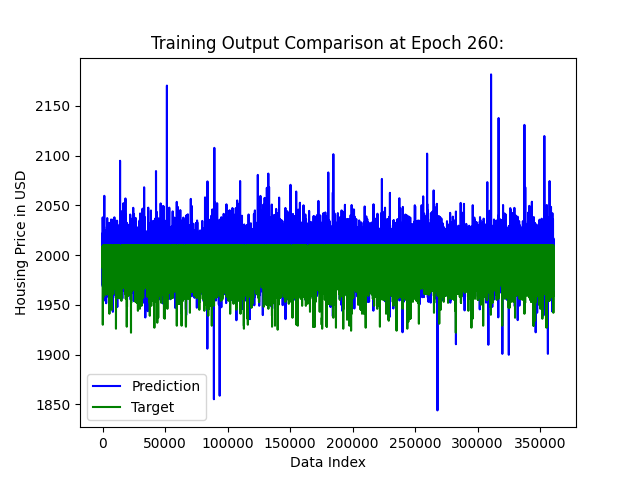 Training Output Comparison at Epoch 260:
Housing Price in USD
2150
2100
2050
2000
1950
1900
1850
Prediction
Target
0 50000 100000 150000 200000 250000 300000 350000
Data Index